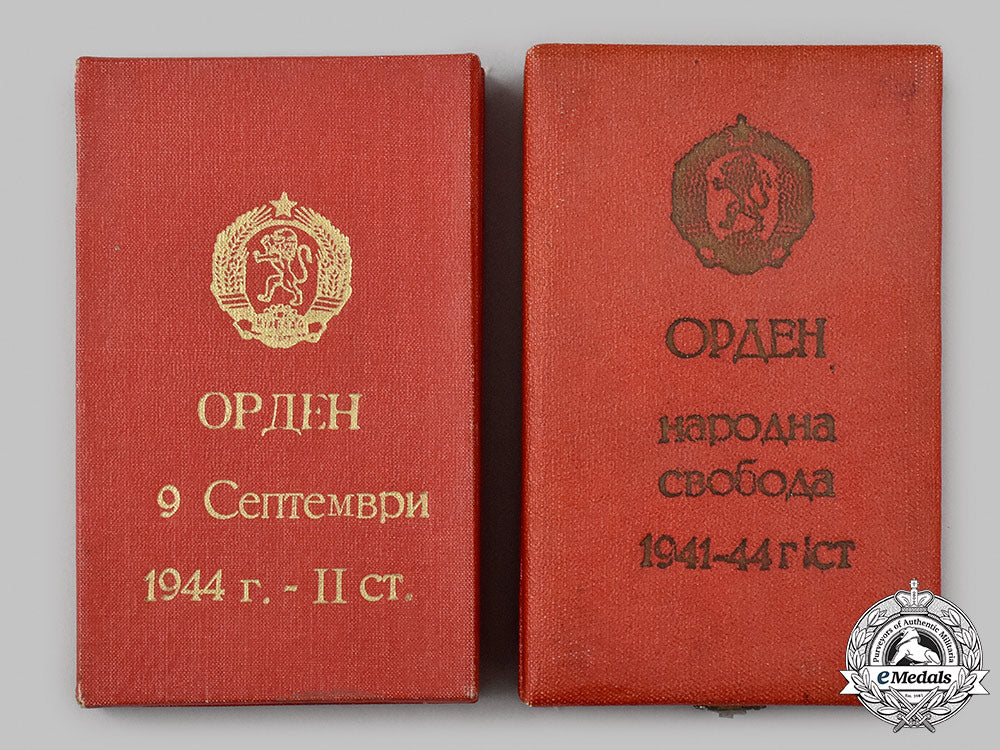 ОРДЕН
9 Септември
1944 г. - II ст.
ОРДЕН
народна
свобода
1941-44 г I ст
Purveyors of Authentic Militaria
eMedals